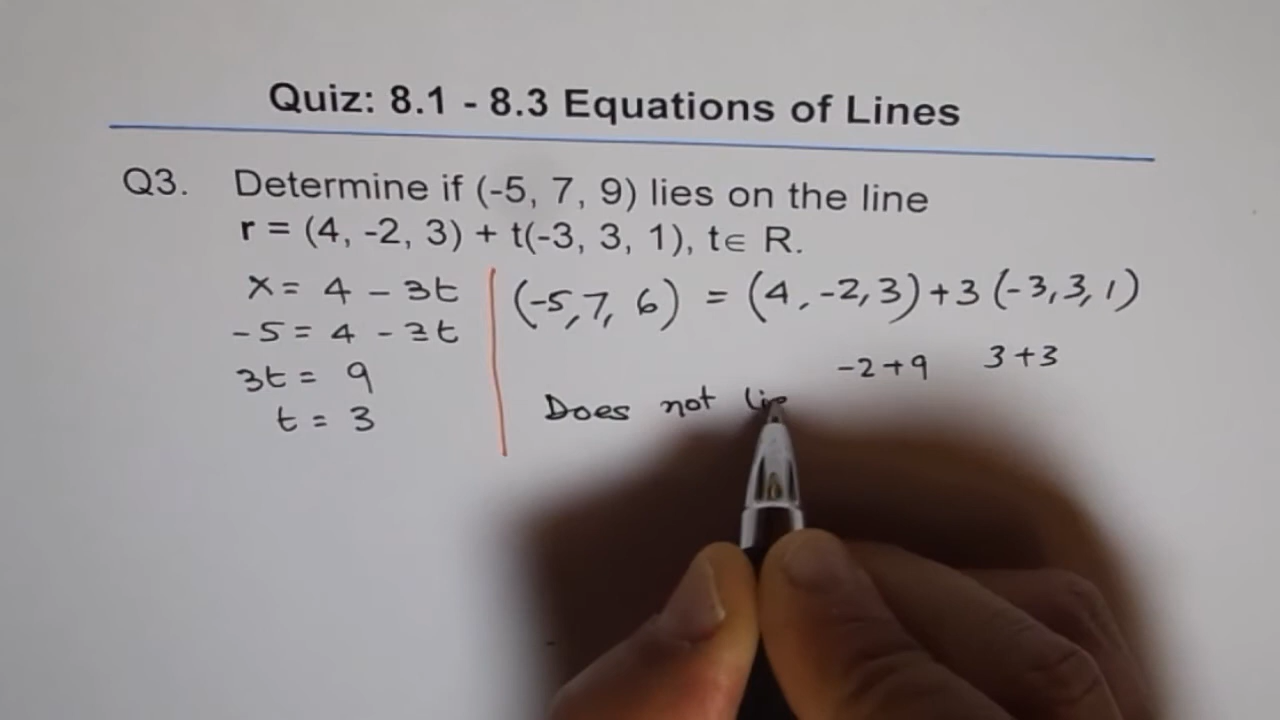 Quiz: 8.1 - 8.3 Equations of Lines
Q3. Determine if (-5, 7, 9) lies on the line
r = (4, -2, 3) + t(-3, 3, 1), t∈ R.
x = 4 - 3t
-5 = 4 - 3t
3t = 9
t = 3
(-5, 7, 6) = (4, -2, 3) + 3 (-3, 3, 1)
-2+9 3+3
Does not lie